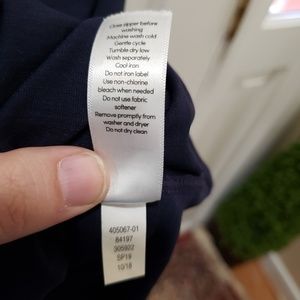 Close zipper before
washing
Machine wash cold
Gentle cycle
Tumble dry low
Wash separately
Cool iron
Do not iron label
Use non-chlorine
bleach when needed
Do not use fabric
softener
Remove promptly from
washer and dryer
Do not dry clean
405067-01
84197
305922
SP19
10/18